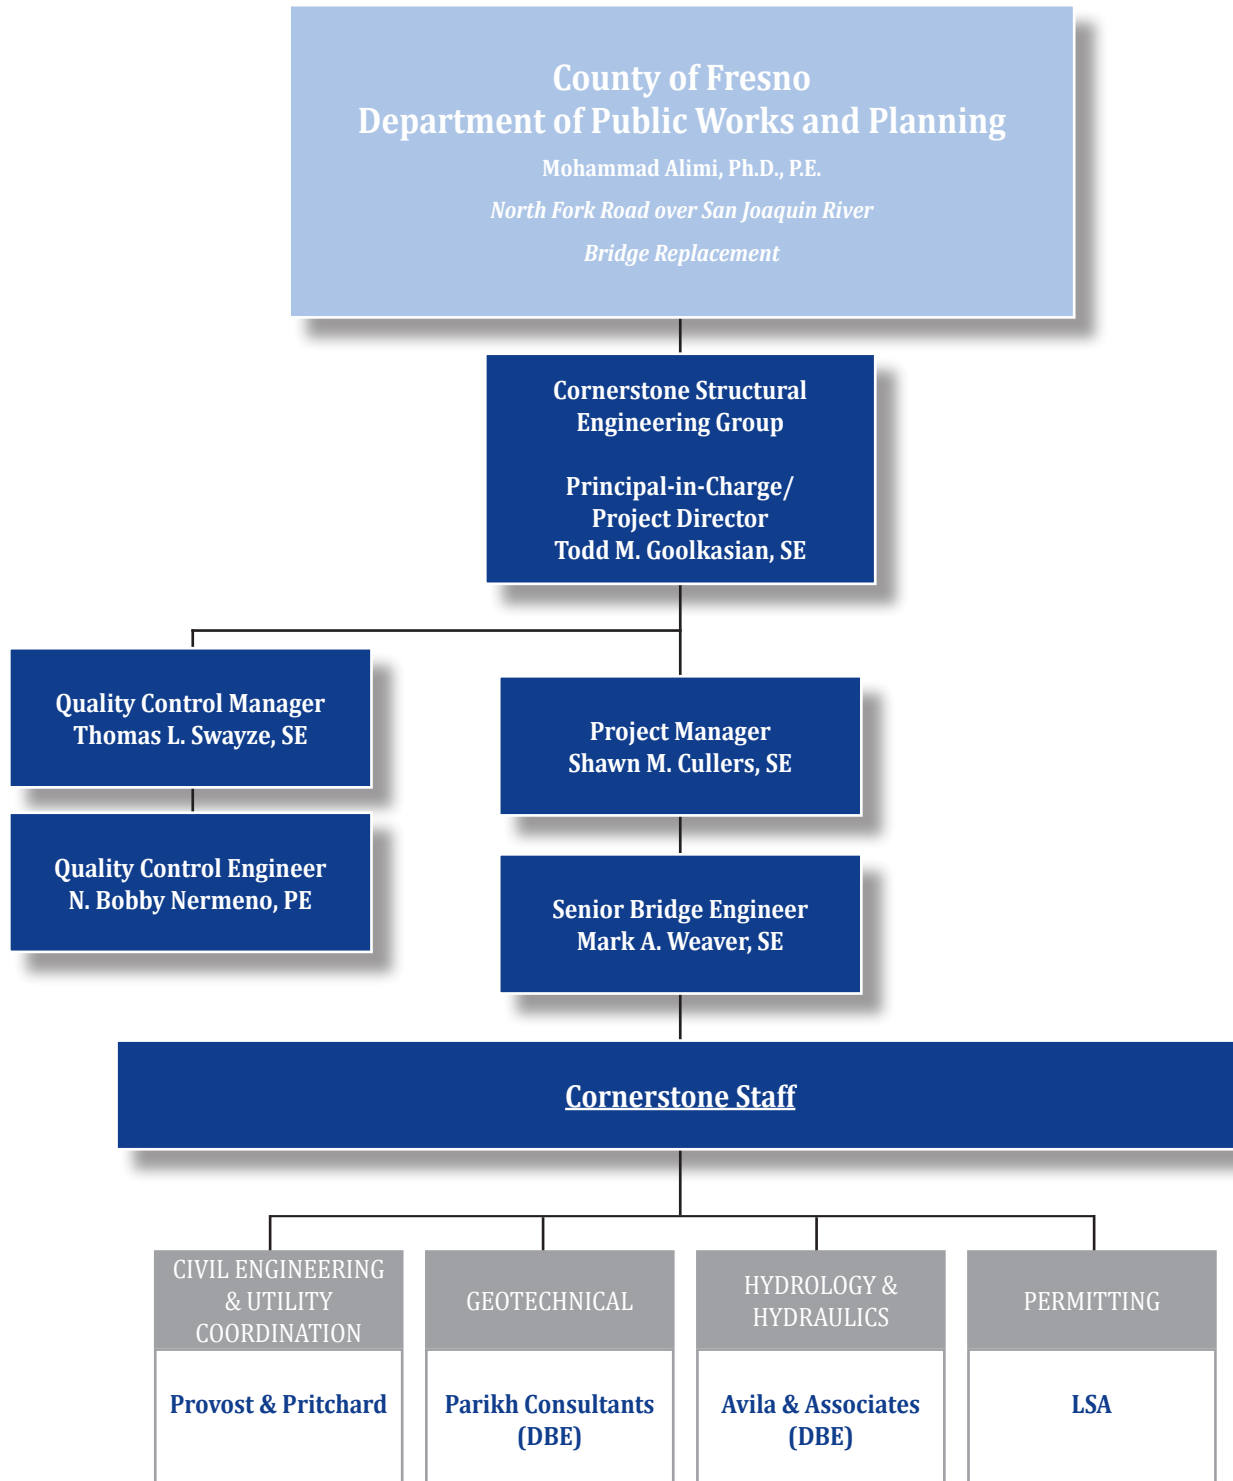 County of Fresno
Department of Public Works and Planning
Mohammad Alimi, Ph.D., P.E.
North Fork Road over San Joaquin River
Bridge Replacement
Cornerstone Structural
Engineering Group
Principal-in-Charge/
Project Director
Todd M. Goolkasian, SE
Quality Control Manager
Thomas L. Swayze, SE
Project Manager
Shawn M. Cullers, SE
Quality Control Engineer
N. Bobby Nermeno, PE
Senior Bridge Engineer
Mark A. Weaver, SE
Cornerstone Staff
CIVIL ENGINEERING
& UTILITY
COORDINATION
Provost & Pritchard
GEOTECHNICAL
Parikh Consultants
(DBE)
HYDROLOGY &
HYDRAULICS
Avila & Associates
(DBE)
PERMITTING
LSA